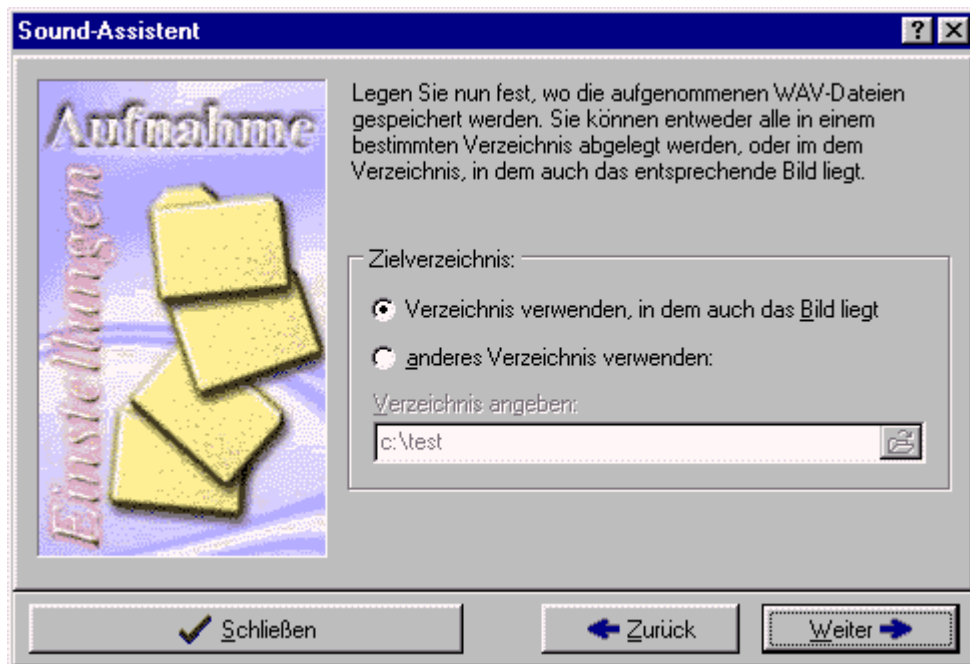 Sound-Assistent
Aufnahme
Einstellungen
Legen Sie nun fest, wo die aufgenommenen WAV-Dateien
gespeichert werden. Sie können entweder alle in einem
bestimmten Verzeichnis abgelegt werden, oder im dem
Verzeichnis, in dem auch das entsprechende Bild liegt.
Zielverzeichnis:
Verzeichnis verwenden, in dem auch das Bild liegt
anderes Verzeichnis verwenden:
Verzeichnis angeben:
c:\test
Schließen
Zurück
Weiter